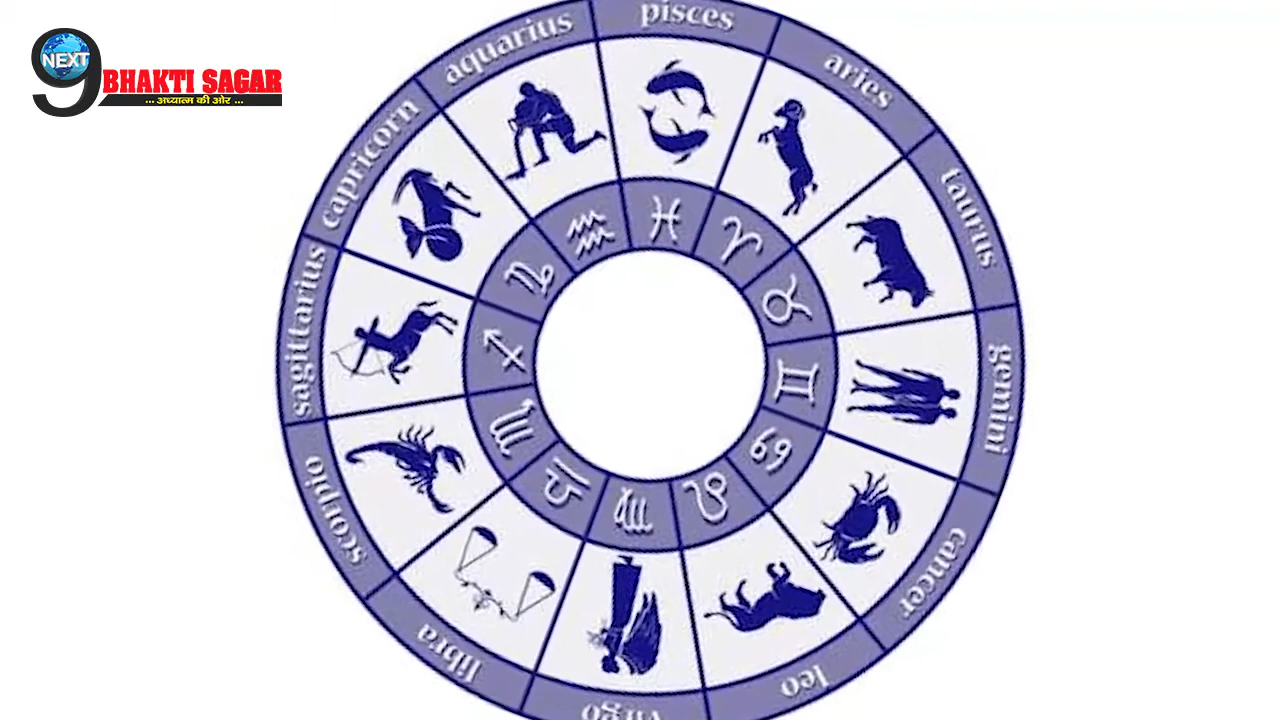 9
NEXT
BHAKTI SAGAR
... अध्यात्म की ओर ...
pisces
aries
taurus
gemini
cancer
leo
virgo
libra
scorpio
sagittarius
capricorn
aquarius